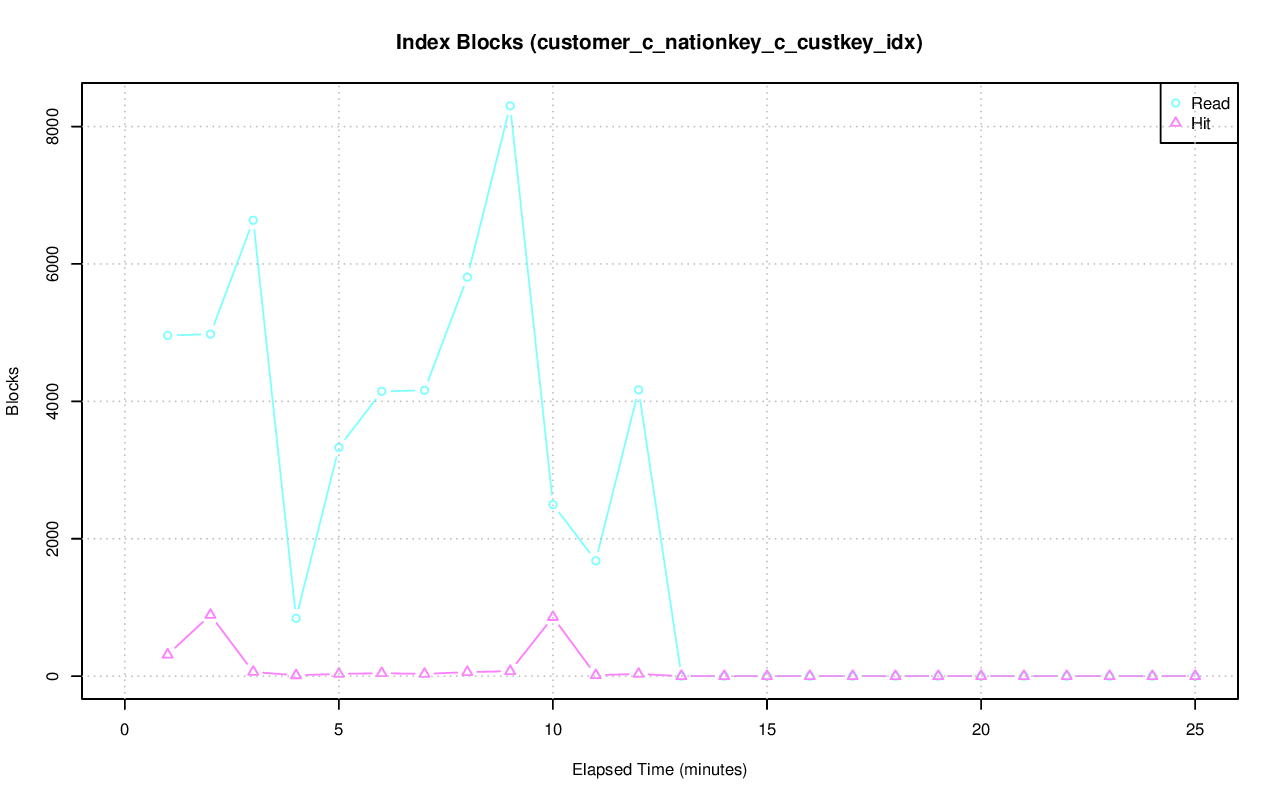 Index Blocks (customer_c_nationkey_c_custkey_idx)
Read
Hit
Blocks
8000
6000
4000
2000
0
0 5 10 15 20 25
Elapsed Time (minutes)